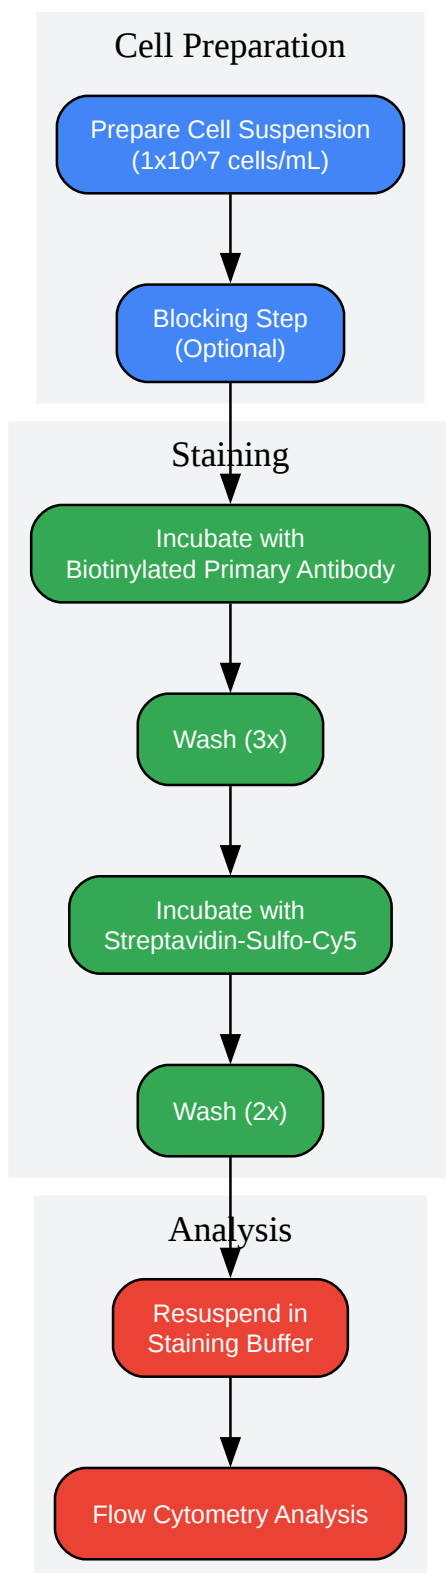 Cell Preparation
Prepare Cell Suspension
(1x10^7 cells/mL)
Blocking Step
(Optional)
Staining
Incubate with
Biotinylated Primary Antibody
Wash (3x)
Incubate with
Streptavidin-Sulfo-Cy5
Wash (2x)
Analysis
Resuspend in
Staining Buffer
Flow Cytometry Analysis